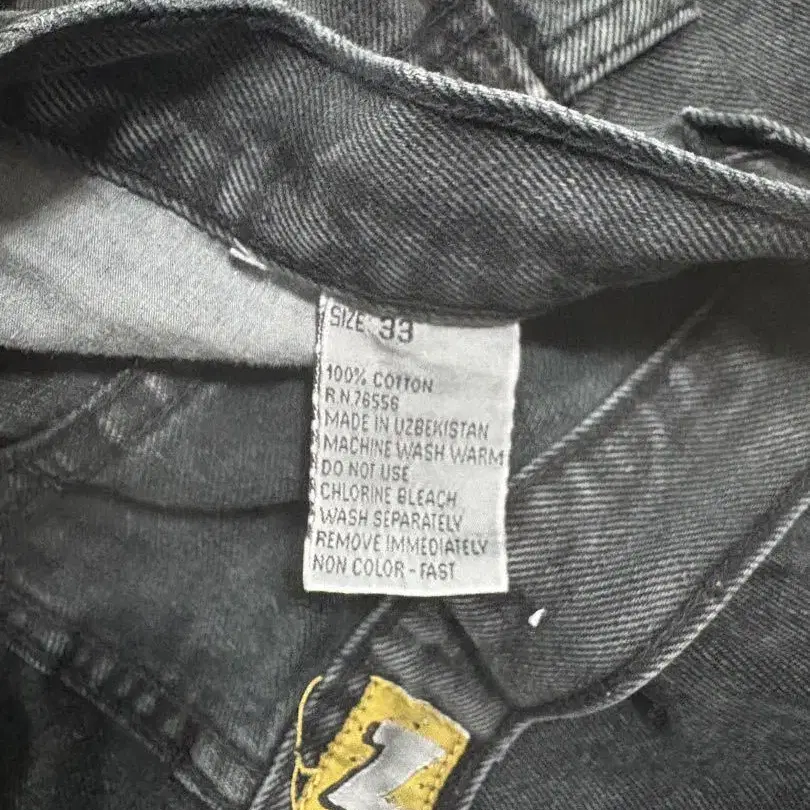 SIZE: 33
100% COTTON
R.N.76556
MADE IN UZBEKISTAN
MACHINE WASH WARM
DO NOT USE
CHLORINE BLEACH
WASH SEPARATELY
REMOVE IMMEDIATELY
NON COLOR - FAST
Z